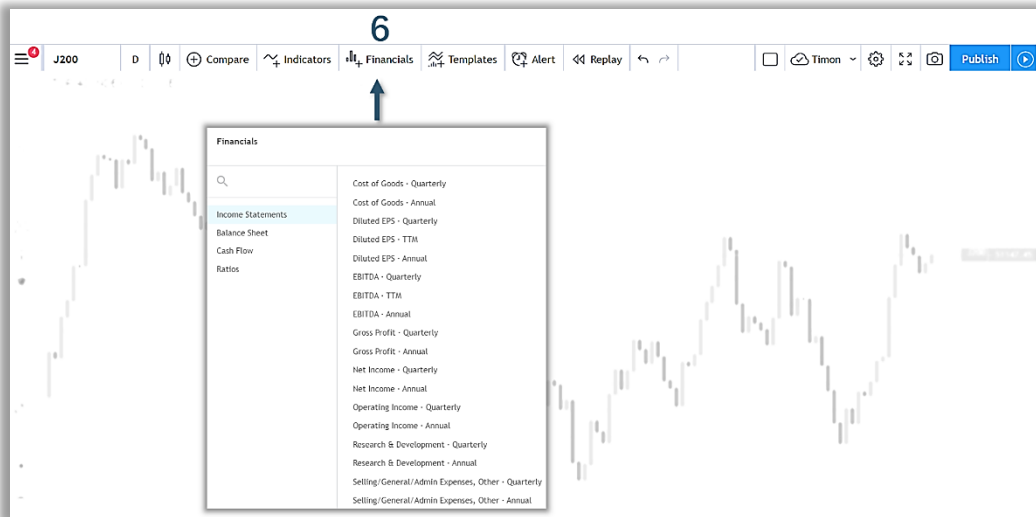 6
4
J200
D
Compare
Indicators
Financials
Templates
Alert
Replay
Timon
Publish
Financials
Income Statements
Balance Sheet
Cash Flow
Ratios
Cost of Goods - Quarterly
Cost of Goods - Annual
Diluted EPS - Quarterly
Diluted EPS - TTM
Diluted EPS - Annual
EBITDA - Quarterly
EBITDA - TTM
EBITDA - Annual
Gross Profit - Quarterly
Gross Profit - Annual
Net Income - Quarterly
Net Income - Annual
Operating Income - Quarterly
Operating Income - Annual
Research & Development - Quarterly
Research & Development - Annual
Selling/General/Admin Expenses, Other - Quarterly
Selling/General/Admin Expenses, Other - Annual